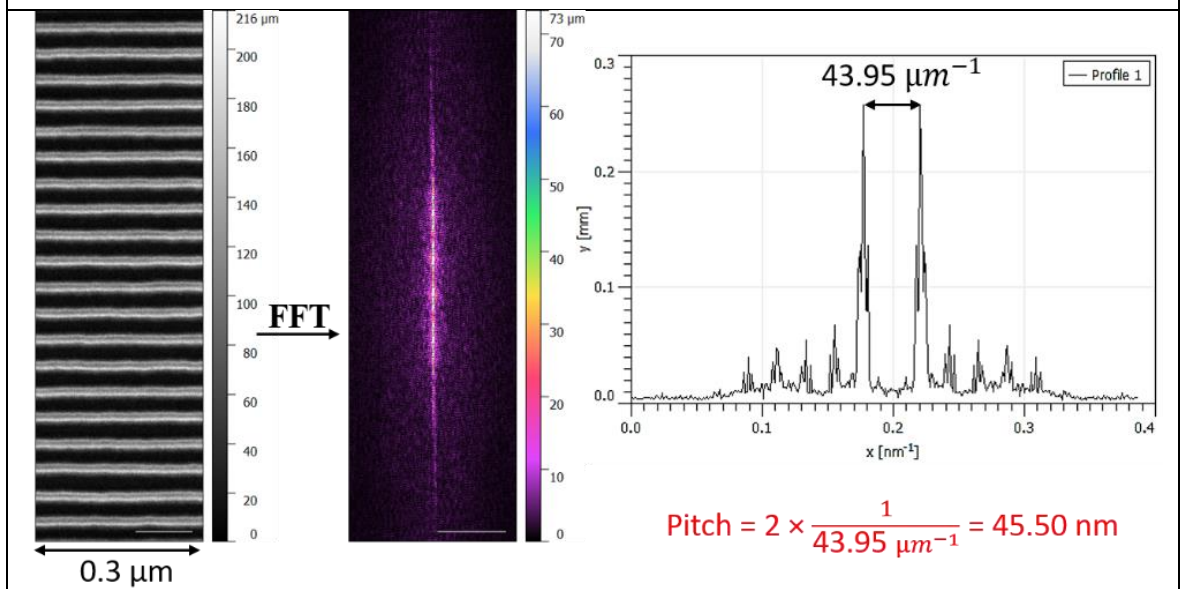 216 µm
200
180
160
140
120
100
80
60
40
20
0
0.3 µm
FFT
73 µm
70
60
50
40
30
20
10
0
43.95 µm⁻¹
Profile 1
y [mm]
0.3
0.2
0.1
0.0
0.0 0.1 0.2 0.3 0.4
x [nm⁻¹]
Pitch = 2 × 1/43.95 µm⁻¹ = 45.50 nm